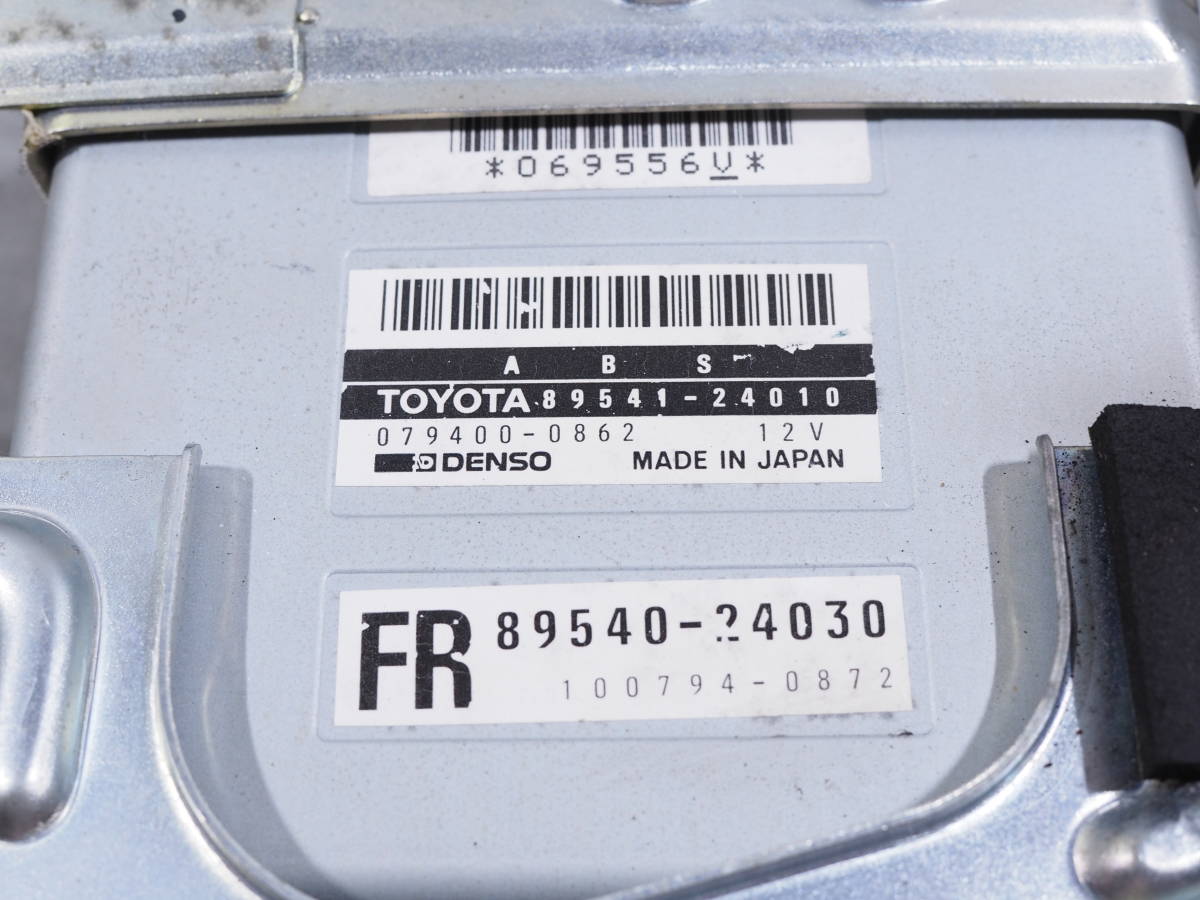 *069556V*
A B S
TOYOTA 89541-24010
079400-0862 12V
DENSO MADE IN JAPAN
FR 89540-24030
100794-0872